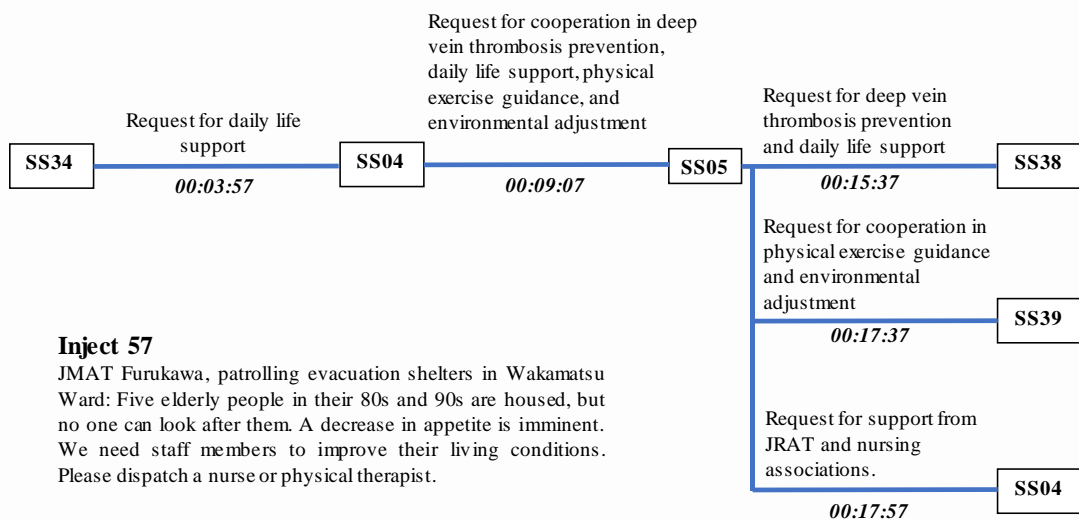 Request for cooperation in deep
vein thrombosis prevention,
daily life support, physical
exercise guidance, and
environmental adjustment
Request for daily life
support
Request for deep vein
thrombosis prevention
and daily life support
SS34
SS04
SS05
SS38
00:03:57
00:09:07
00:15:37
Request for cooperation in
physical exercise guidance
and environmental
adjustment
SS39
00:17:37
Inject 57
JMAT Furukawa, patrolling evacuation shelters in Wakamatsu
Ward: Five elderly people in their 80s and 90s are housed, but
no one can look after them. A decrease in appetite is imminent.
We need staff members to improve their living conditions.
Please dispatch a nurse or physical therapist.
Request for support from
JRAT and nursing
associations.
SS04
00:17:57